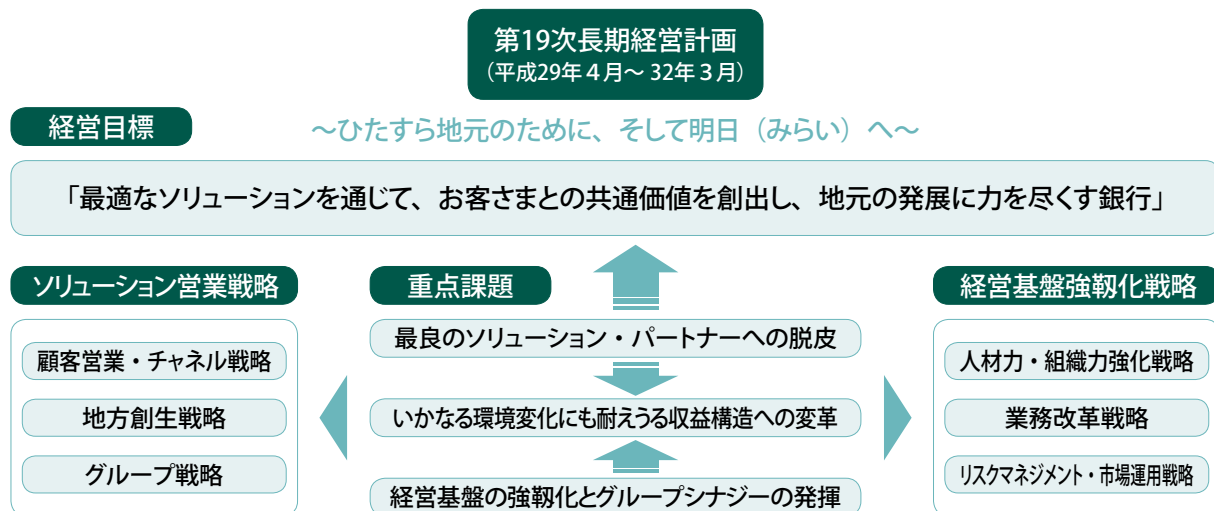 第19次長期経営計画
（平成29年４月～ 32年３月）
経営目標
～ひたすら地元のために、そして明日（みらい）へ～
「最適なソリューションを通じて、お客さまとの共通価値を創出し、地元の発展に力を尽くす銀行」
ソリューション営業戦略
顧客営業・チャネル戦略
地方創生戦略
グループ戦略
重点課題
最良のソリューション・パートナーへの脱皮
いかなる環境変化にも耐えうる収益構造への変革
経営基盤の強靱化とグループシナジーの発揮
経営基盤強靱化戦略
人材力・組織力強化戦略
業務改革戦略
リスクマネジメント・市場運用戦略